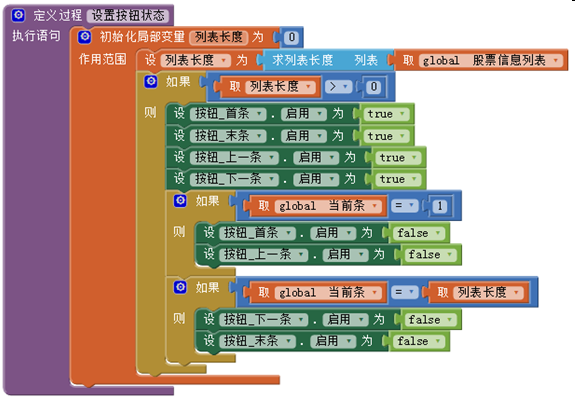 定义过程 设置按钮状态
执行语句 初始化局部变量 列表长度 为 0
作用范围 设 列表长度 为 求列表长度 列表 取 global 股票信息列表
如果 取 列表长度 > 0
则 设 按钮_首条 . 启用 为 true
设 按钮_末条 . 启用 为 true
设 按钮_上一条 . 启用 为 true
设 按钮_下一条 . 启用 为 true
如果 取 global 当前条 = 1
则 设 按钮_首条 . 启用 为 false
设 按钮_上一条 . 启用 为 false
如果 取 global 当前条 = 取 列表长度
则 设 按钮_下一条 . 启用 为 false
设 按钮_末条 . 启用 为 false